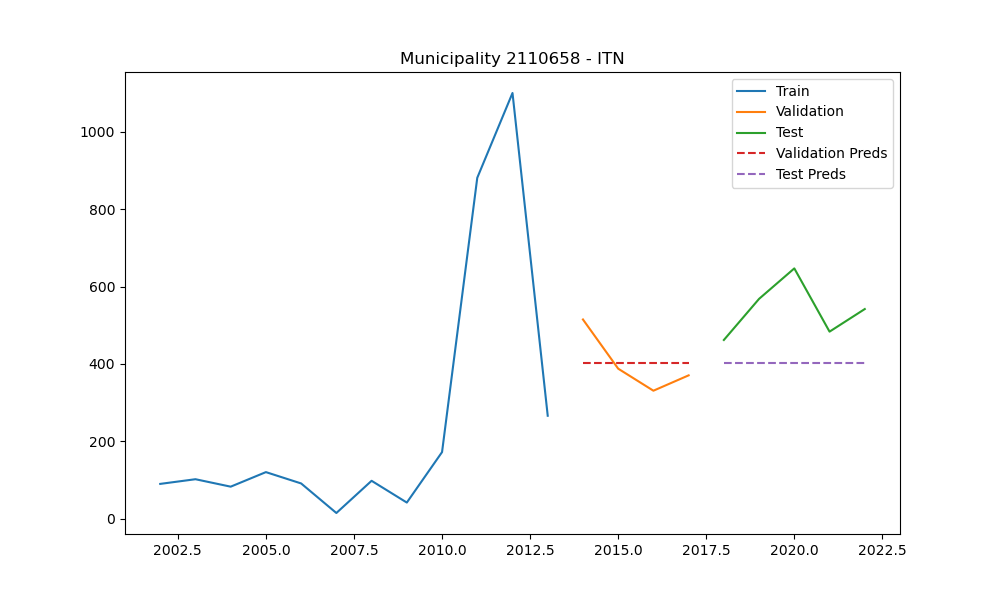 Municipality 2110658 - ITN
Train
Validation
Test
Validation Preds
Test Preds
1000
800
600
400
200
0
2002.5 2005.0 2007.5 2010.0 2012.5 2015.0 2017.5 2020.0 2022.5